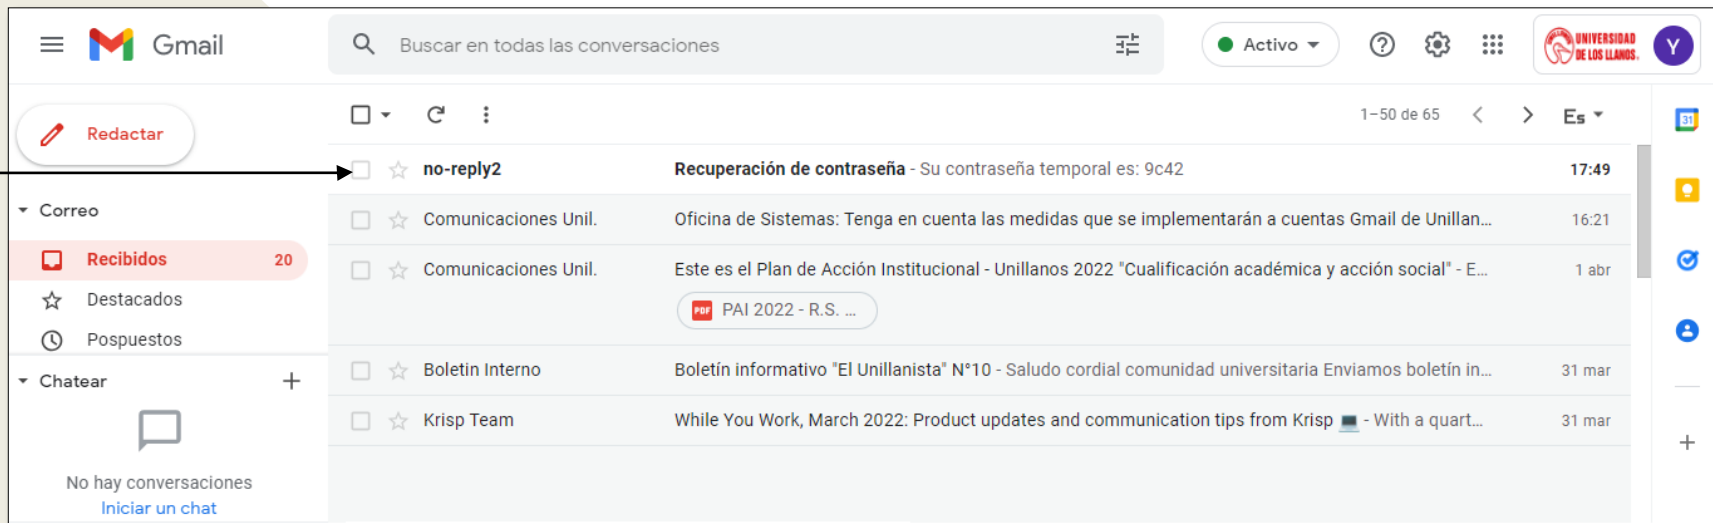 Gmail
Buscar en todas las conversaciones
Activo
UNIVERSIDAD
DE LOS LLANOS.
Y
Redactar
1–50 de 65
Es
31
no-reply2 Recuperación de contraseña - Su contraseña temporal es: 9c42 17:49
Correo
Comunicaciones Unil. Oficina de Sistemas: Tenga en cuenta las medidas que se implementarán a cuentas Gmail de Unillan... 16:21
Recibidos 20
Comunicaciones Unil. Este es el Plan de Acción Institucional - Unillanos 2022 "Cualificación académica y acción social" - E... 1 abr
Destacados
PDF PAI 2022 - R.S. ...
Pospuestos
Boletin Interno Boletín informativo "El Unillanista" N°10 - Saludo cordial comunidad universitaria Enviamos boletín in... 31 mar
Chatear
Krisp Team While You Work, March 2022: Product updates and communication tips from Krisp 💻 - With a quart... 31 mar
No hay conversaciones
Iniciar un chat